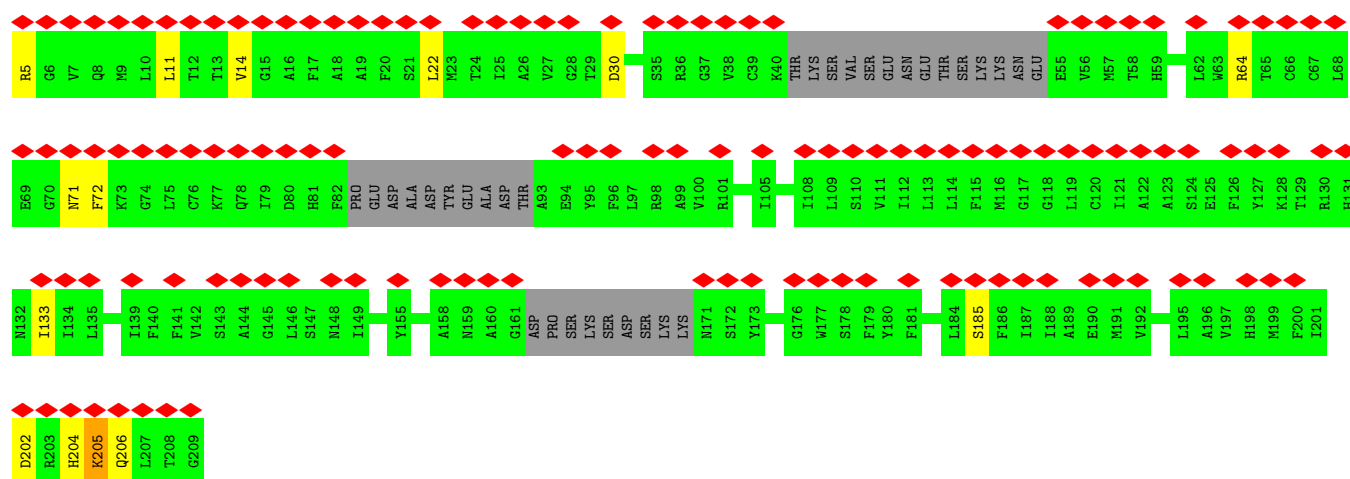 R5 G6 V7 Q8 M9 L10 L11 T12 T13 V14 G15 A16 F17 A18 A19 F20 S21 L22 M23 T24 I25 A26 V27 G28 T29 D30 S35 R36 G37 V38 C39 K40 THR LYS SER VAL SER GLU ASN GLU THR SER LYS LYS ASN GLU E55 V56 M57 T58 H59 L62 W63 R64 T65 C66 C67 L68
E69 G70 N71 F72 K73 G74 L75 C76 K77 Q78 I79 D80 H81 F82 PRO GLU ASP ALA ASP TYR GLU ALA ASP THR A93 E94 Y95 F96 L97 R98 A99 V100 R101 I105 I108 L109 S110 V111 I112 L113 L114 F115 M116 G117 G118 L119 C120 I121 A122 A123 S124 E125 F126 Y127 K128 T129 R130 H131
N132 I133 I134 L135 I139 F140 F141 V142 S143 A144 G145 L146 S147 N148 I149 Y155 A158 N159 A160 G161 ASP PRO SER LYS SER ASP SER LYS LYS N171 S172 Y173 G176 W177 S178 F179 Y180 F181 L184 S185 F186 I187 I188 A189 E190 M191 V192 L195 A196 V197 H198 M199 F200 I201
D202 R203 H204 K205 Q206 L207 T208 G209